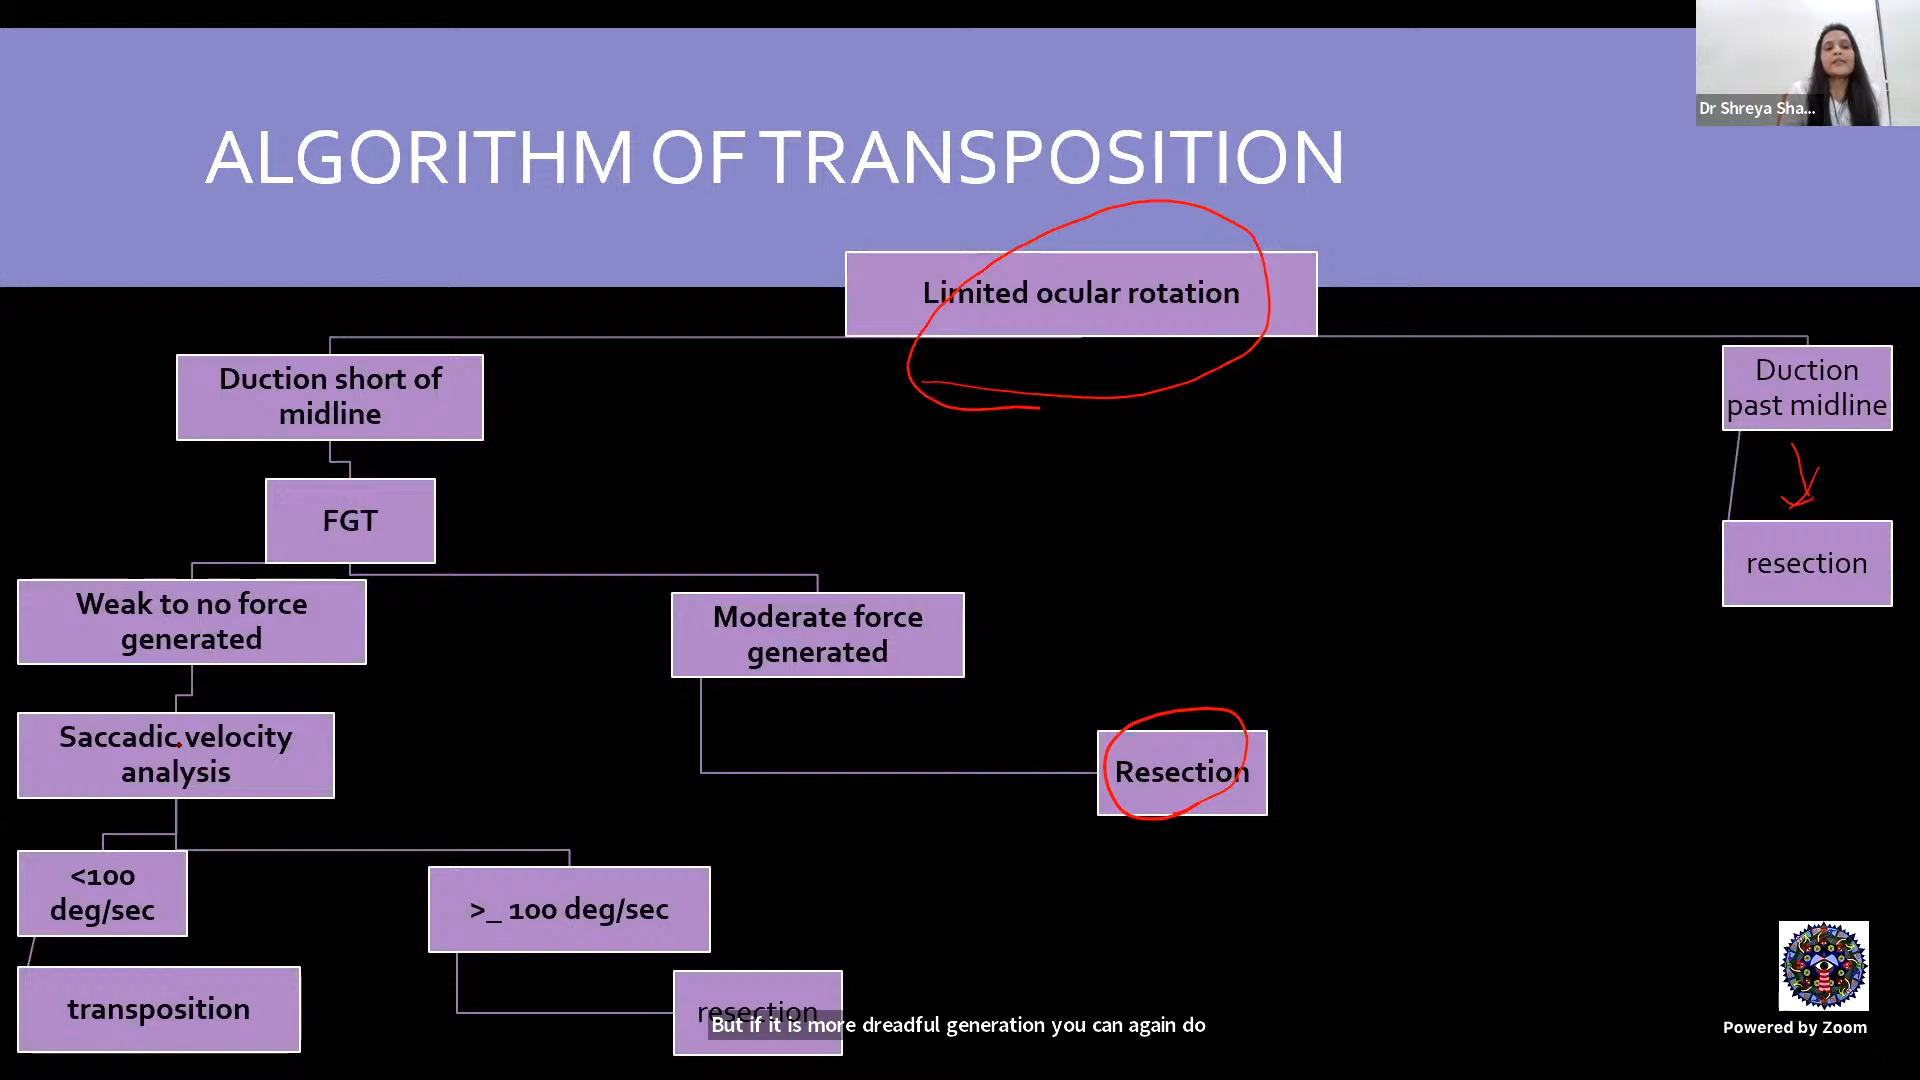 Dr Shreya Sha...
ALGORITHM OF TRANSPOSITION
Limited ocular rotation
Duction short of
midline
Duction
past midline
FGT
resection
Weak to no force
generated
Moderate force
generated
Saccadic velocity
analysis
Resection
<100
deg/sec
>_ 100 deg/sec
transposition
resection
But if it is more dreadful generation you can again do
Powered by Zoom